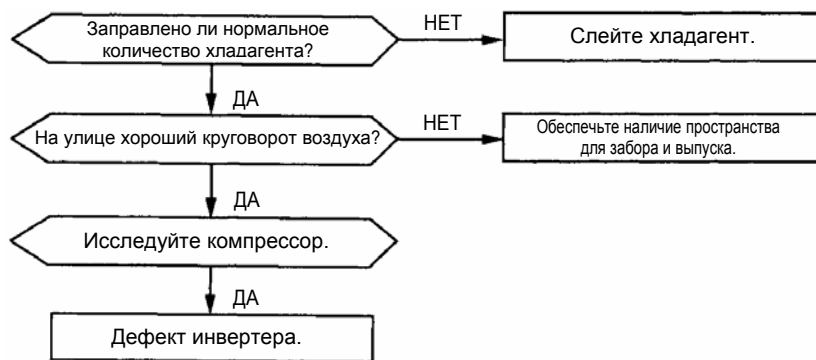 Заправлено ли нормальное
количество хладагента?
НЕТ
Слейте хладагент.
ДА
На улице хороший круговорот воздуха?
НЕТ
Обеспечьте наличие пространства
для забора и выпуска.
ДА
Исследуйте компрессор.
ДА
Дефект инвертера.